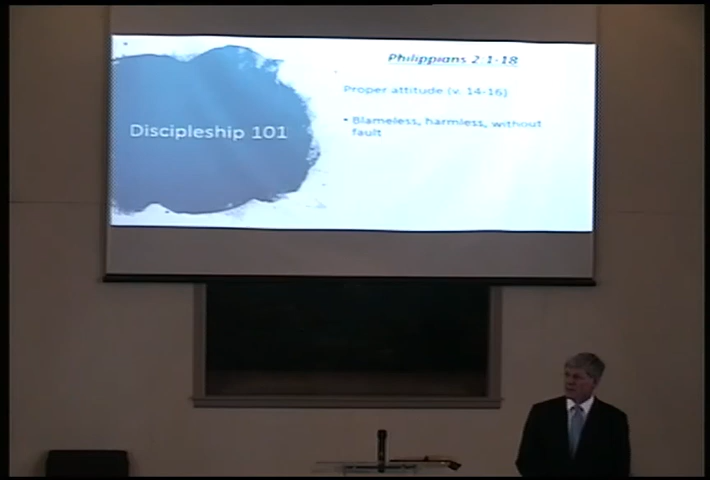 Philippians 2 1-18
Proper attitude (v. 14-16)
Discipleship 101
• Blameless, harmless, without
fault